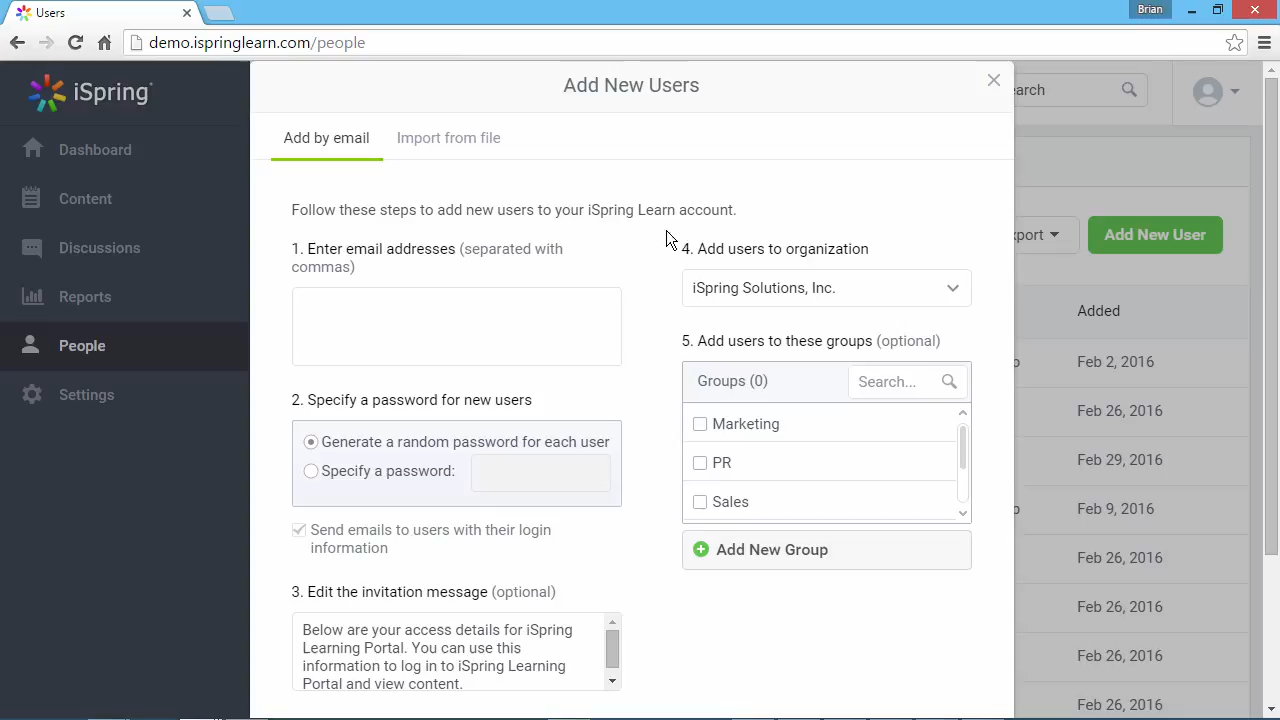 Users
Brian
demo.ispringlearn.com/people
iSpring
Dashboard
Content
Discussions
Reports
People
Settings
Add New Users
Add by email
Import from file
Follow these steps to add new users to your iSpring Learn account.
1. Enter email addresses (separated with
commas)
2. Specify a password for new users
Generate a random password for each user
Specify a password:
Send emails to users with their login
information
3. Edit the invitation message (optional)
Below are your access details for iSpring
Learning Portal. You can use this
information to log in to iSpring Learning
Portal and view content.
4. Add users to organization
iSpring Solutions, Inc.
5. Add users to these groups (optional)
Groups (0)
Search...
Marketing
PR
Sales
Add New Group
earch
xport
Add New User
Added
Feb 2, 2016
Feb 26, 2016
Feb 29, 2016
Feb 9, 2016
Feb 26, 2016
Feb 26, 2016
Feb 26, 2016
Feb 26, 2016